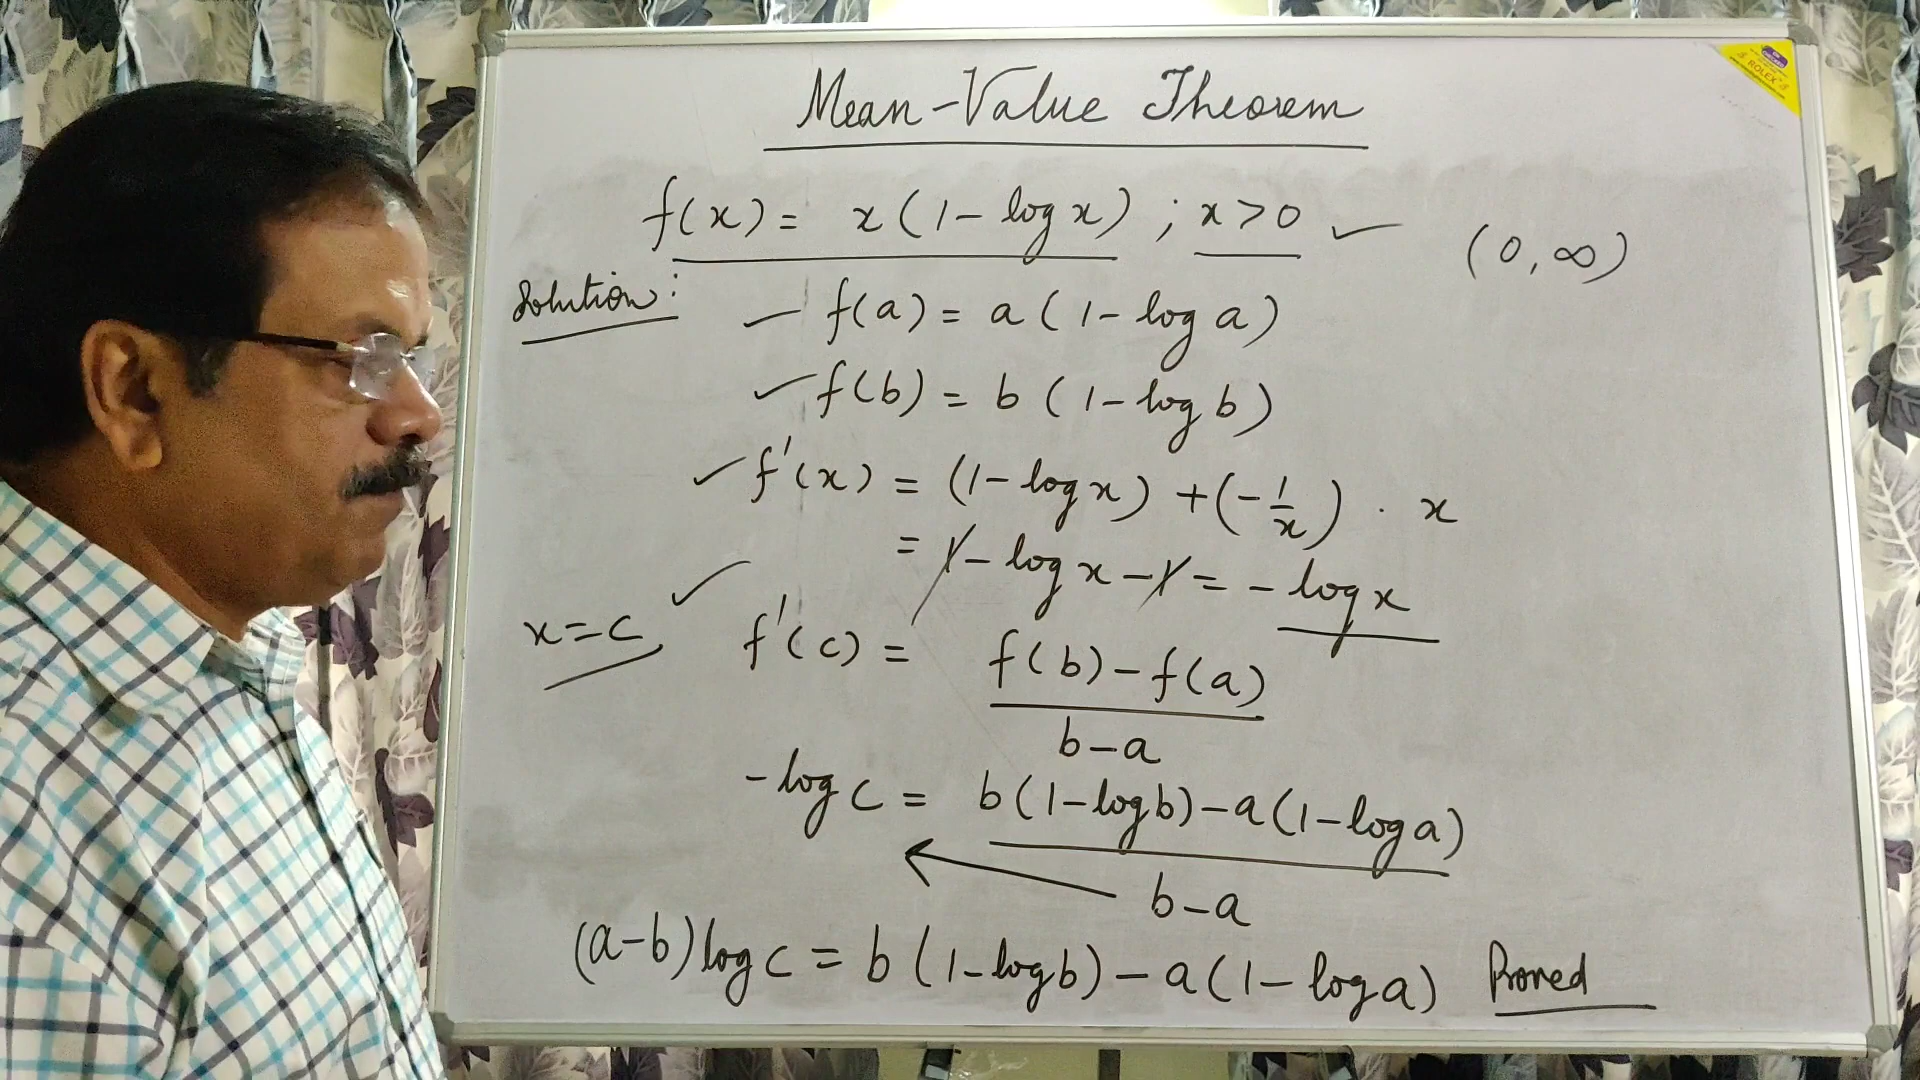 Mean-Value Theorem
ROLEX
f(x) = x(1-log x) ; x>0 ✓ (0,∞)
Solution:
– f(a) = a(1-log a)
✓ f(b) = b(1-log b)
✓ f'(x) = (1-log x) + (-1/x) . x
= 1 - log x - 1 = - log x
x=c ✓ f'(c) = f(b)-f(a) / b-a
-log c = b(1-log b)-a(1-log a) / b-a
(a-b) log c = b(1-log b) - a(1-log a) Proved